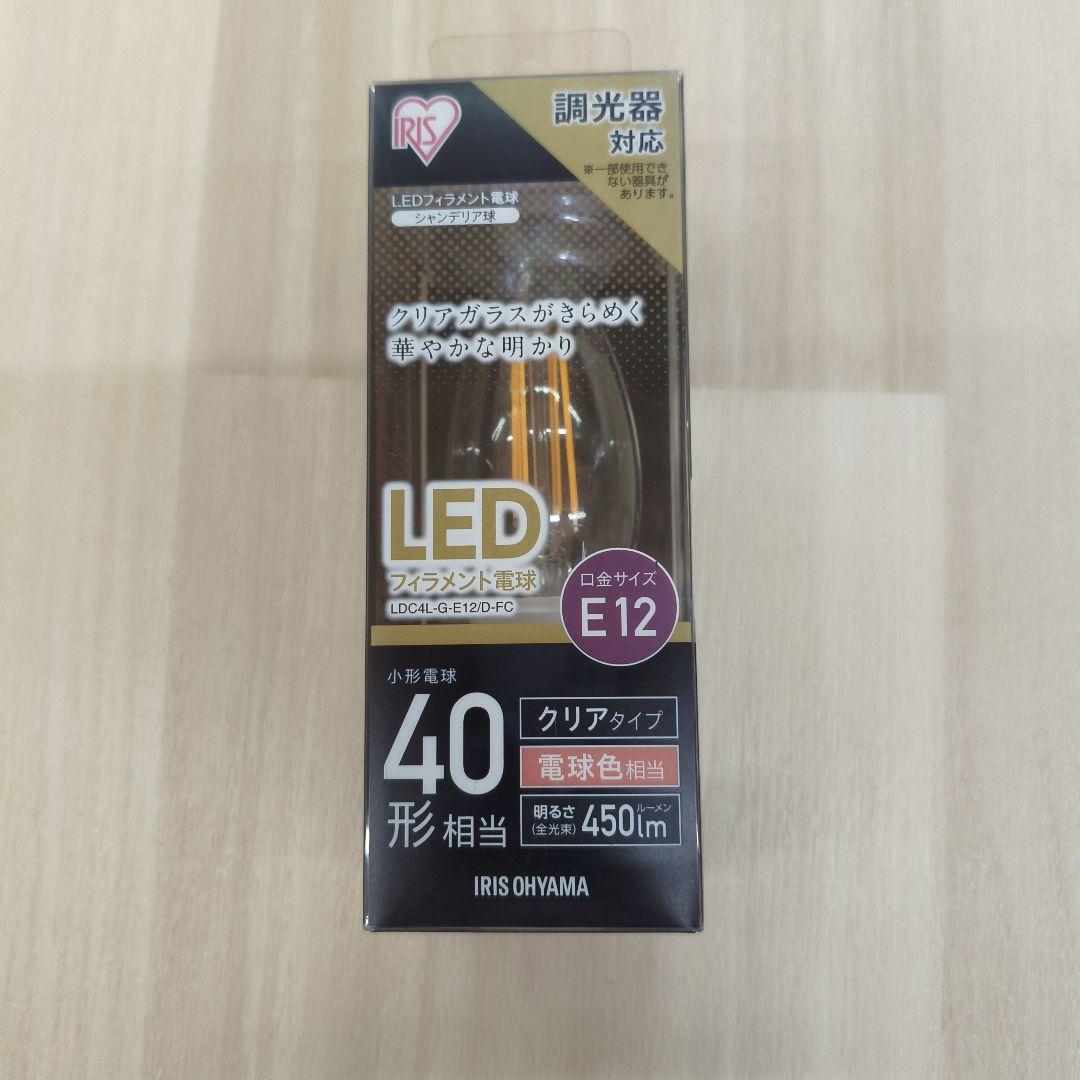 IRIS
調光器
対応
※一部使用でき
ない器具が
あります。
LEDフィラメント電球
シャンデリア球
クリアガラスがきらめく
華やかな明かり
LED
フィラメント電球
LDC4L-G-E12/D-FC
口金サイズ
E12
小形電球
40
形相当
クリアタイプ
電球色相当
明るさ
(全光束)
450lm
ルーメン
IRIS OHYAMA